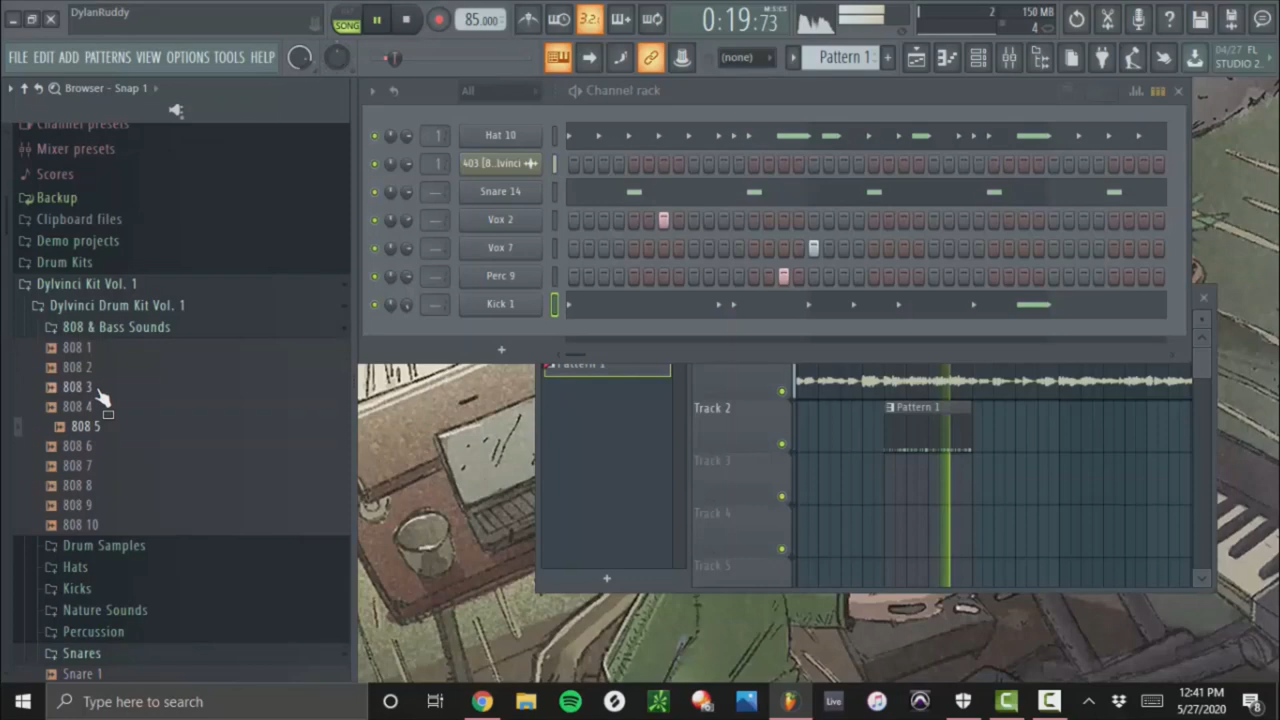 DylanRuddy
PAT
SONG
85.000
32
0:19:73
2
150 MB
4
FILE EDIT ADD PATTERNS VIEW OPTIONS TOOLS HELP
(none)
Pattern 1
04/27 FL
STUDIO 2..
Browser - Snap 1
All
Channel rack
Channel presets
Mixer presets
Scores
Backup
Clipboard files
Demo projects
Drum Kits
Dylvinci Kit Vol. 1
Dylvinci Drum Kit Vol. 1
808 & Bass Sounds
808 1
808 2
808 3
808 4
808 5
808 6
808 7
808 8
808 9
808 10
Drum Samples
Hats
Kicks
Nature Sounds
Percussion
Snares
Snare 1
1
Hat 10
1
403 [8..lvinci
Snare 14
Vox 2
Vox 7
Perc 9
Kick 1
Pattern 1
Track 2
Pattern 1
Track 3
Track 4
Track 5
Type here to search
Live
12:41 PM
5/27/2020
8